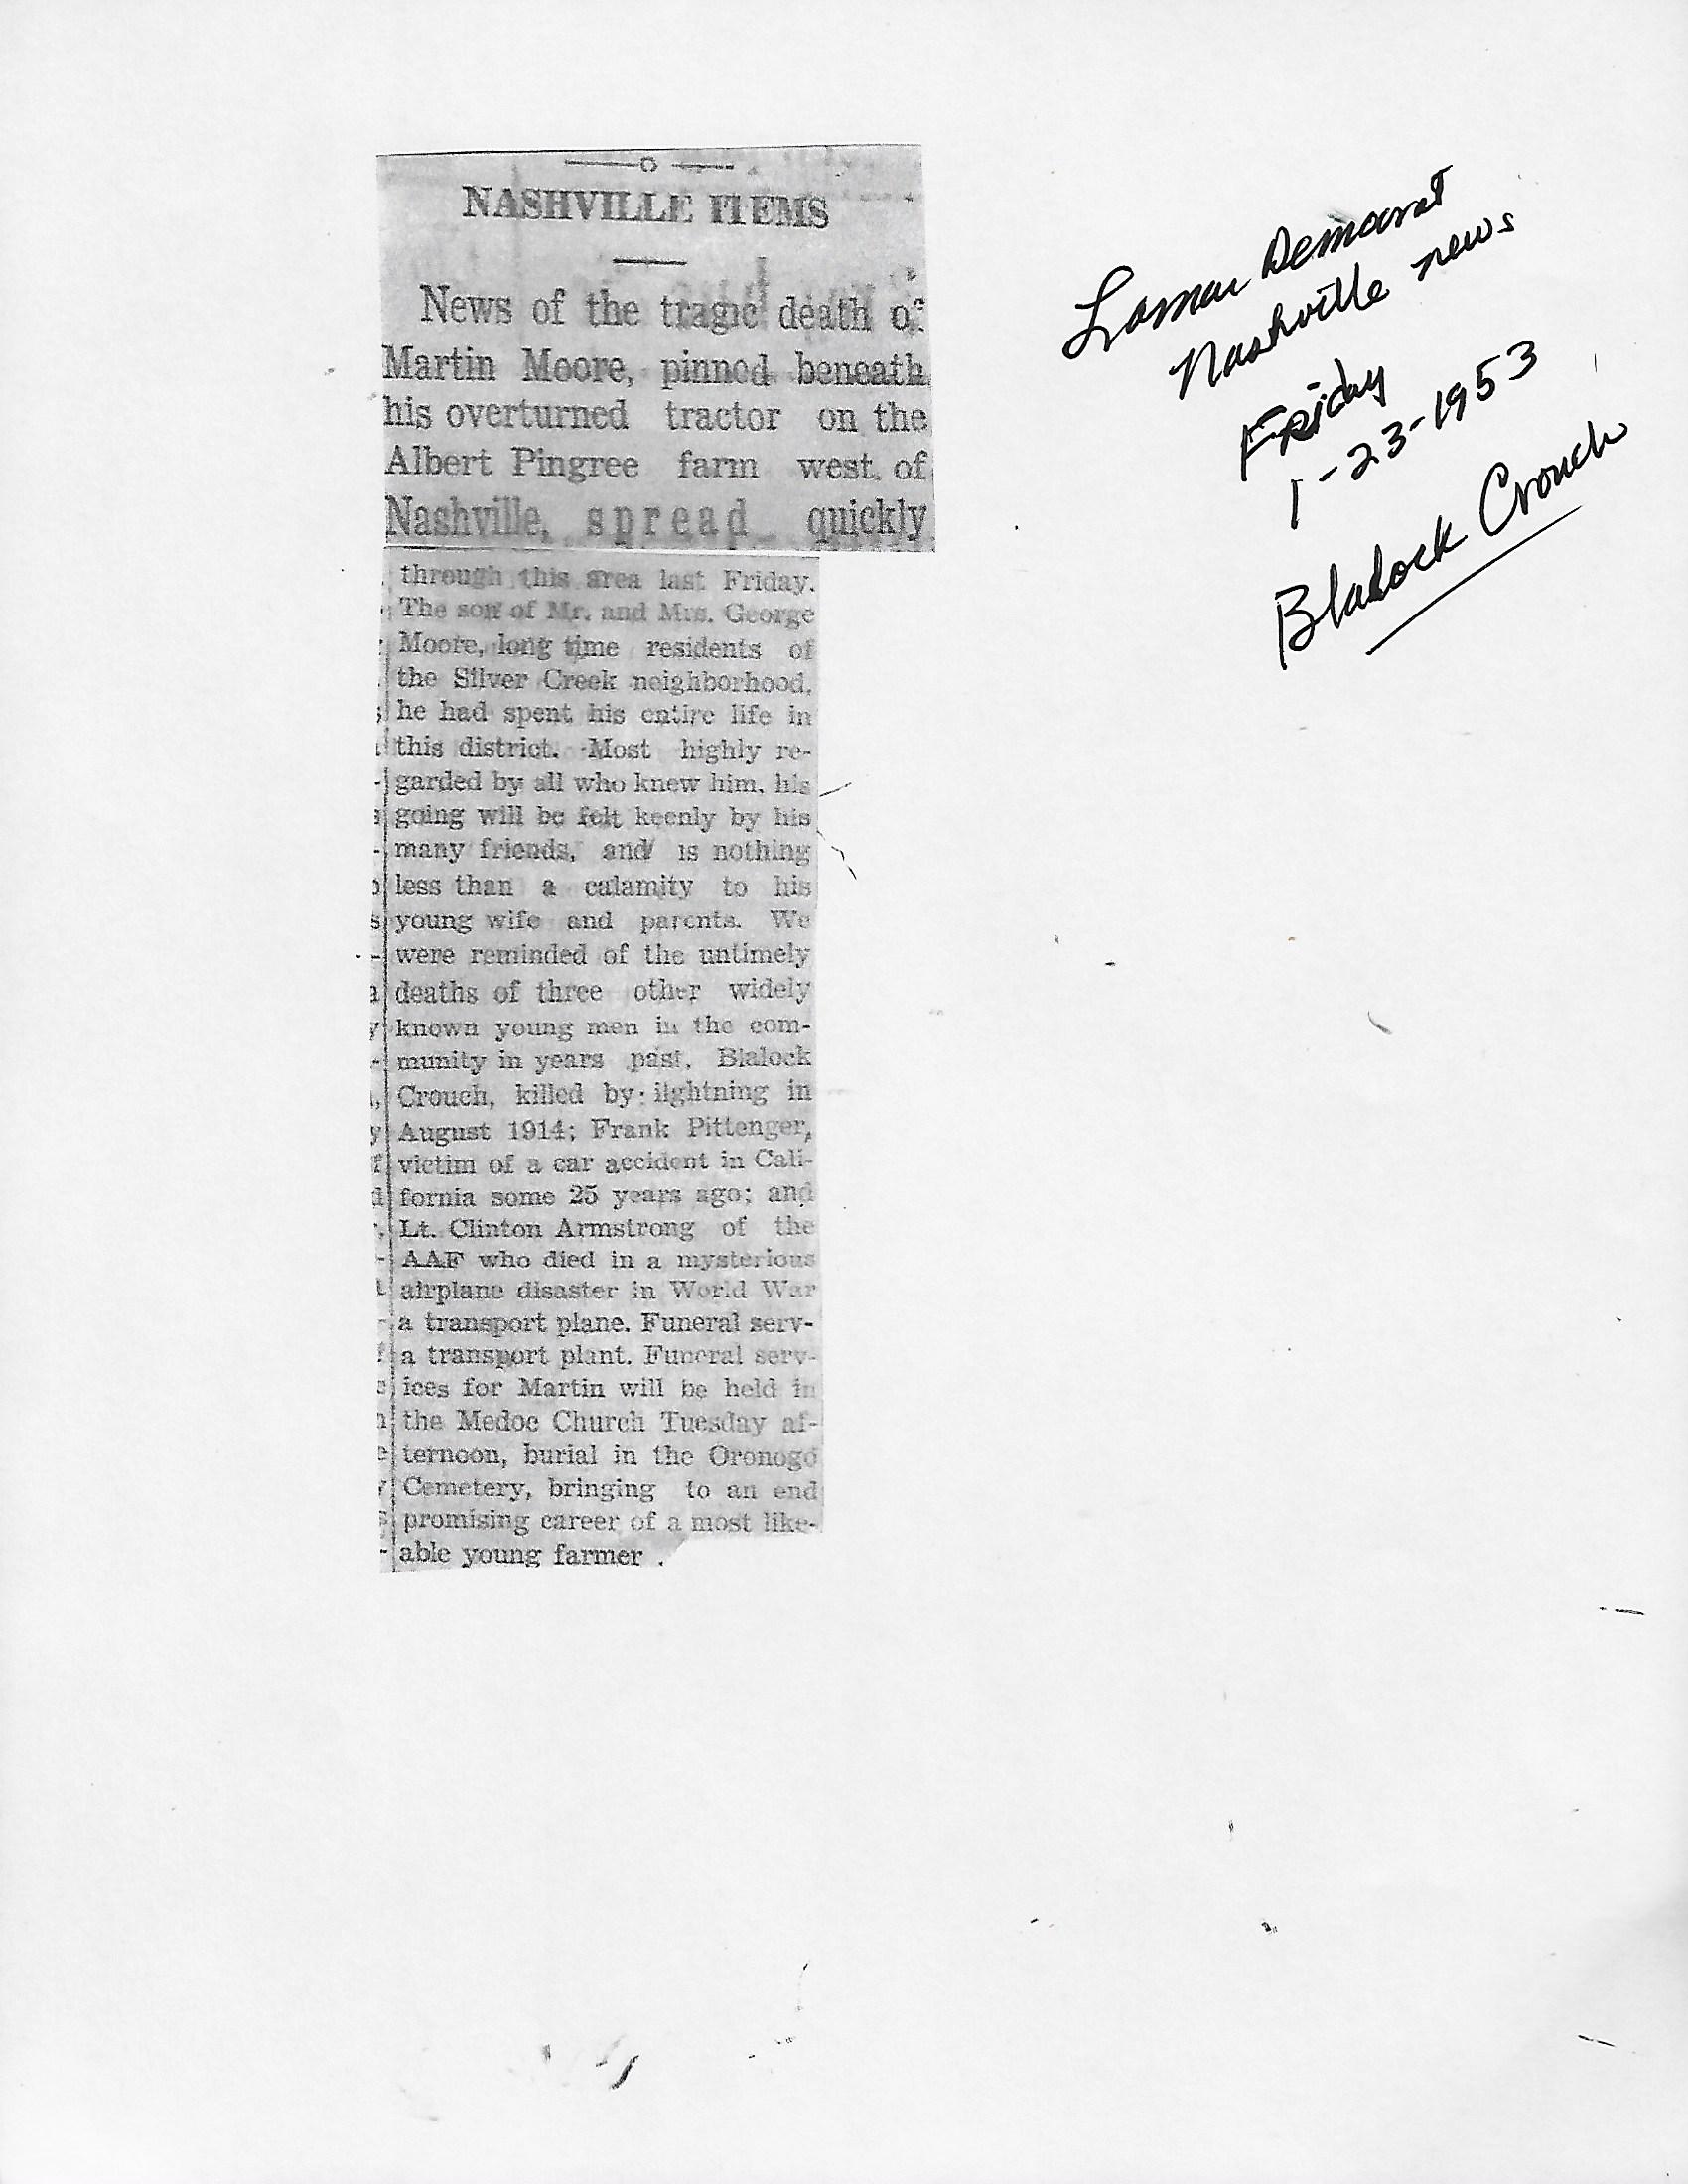 NASHVILLE ITEMS
News of the tragic death of
Martin Moore, pinned beneath
his overturned tractor on the
Albert Pingree farm west of
Nashville, spread quickly
through this area last Friday.
The son of Mr. and Mrs. George
Moore, long time residents of
the Silver Creek neighborhood,
he had spent his entire life in
this district. Most highly re-
garded by all who knew him, his
going will be felt keenly by his
many friends, and is nothing
less than a calamity to his
young wife and parents. We
were reminded of the untimely
deaths of three other widely
known young men in the com-
munity in years past. Blalock
Crouch, killed by lightning in
August 1914; Frank Pittenger,
victim of a car accident in Cali-
fornia some 25 years ago; and
Lt. Clinton Armstrong of the
AAF who died in a mysterious
airplane disaster in World War
a transport plane. Funeral serv-
a transport plant. Funeral serv-
ices for Martin will be held in
the Medoc Church Tuesday af-
ternoon, burial in the Oronogo
Cemetery, bringing to an end
promising career of a most like-
able young farmer .
Lamar Democrat
Nashville news
Friday
1-23-1953
Blalock Crouch